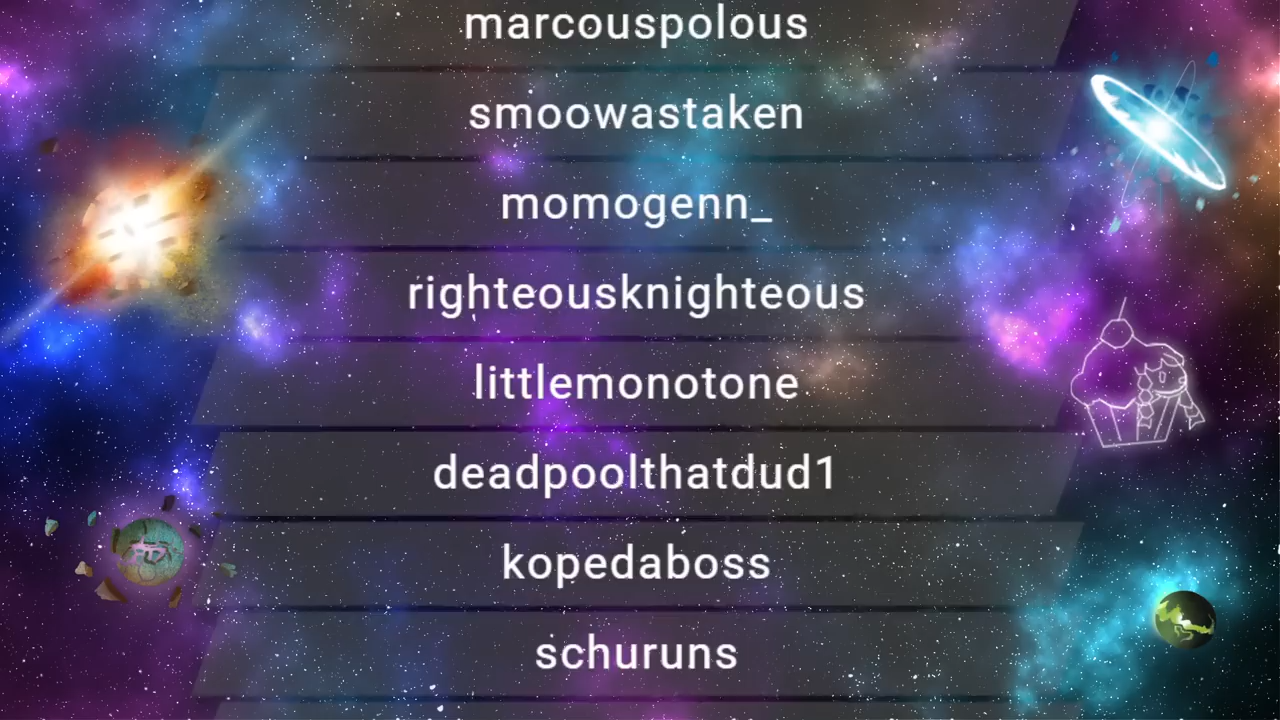 marcouspolous
smoowastaken
momogenn_
righteousknighteous
littlemonotone
deadpoolthatdud1
kopedaboss
schuruns